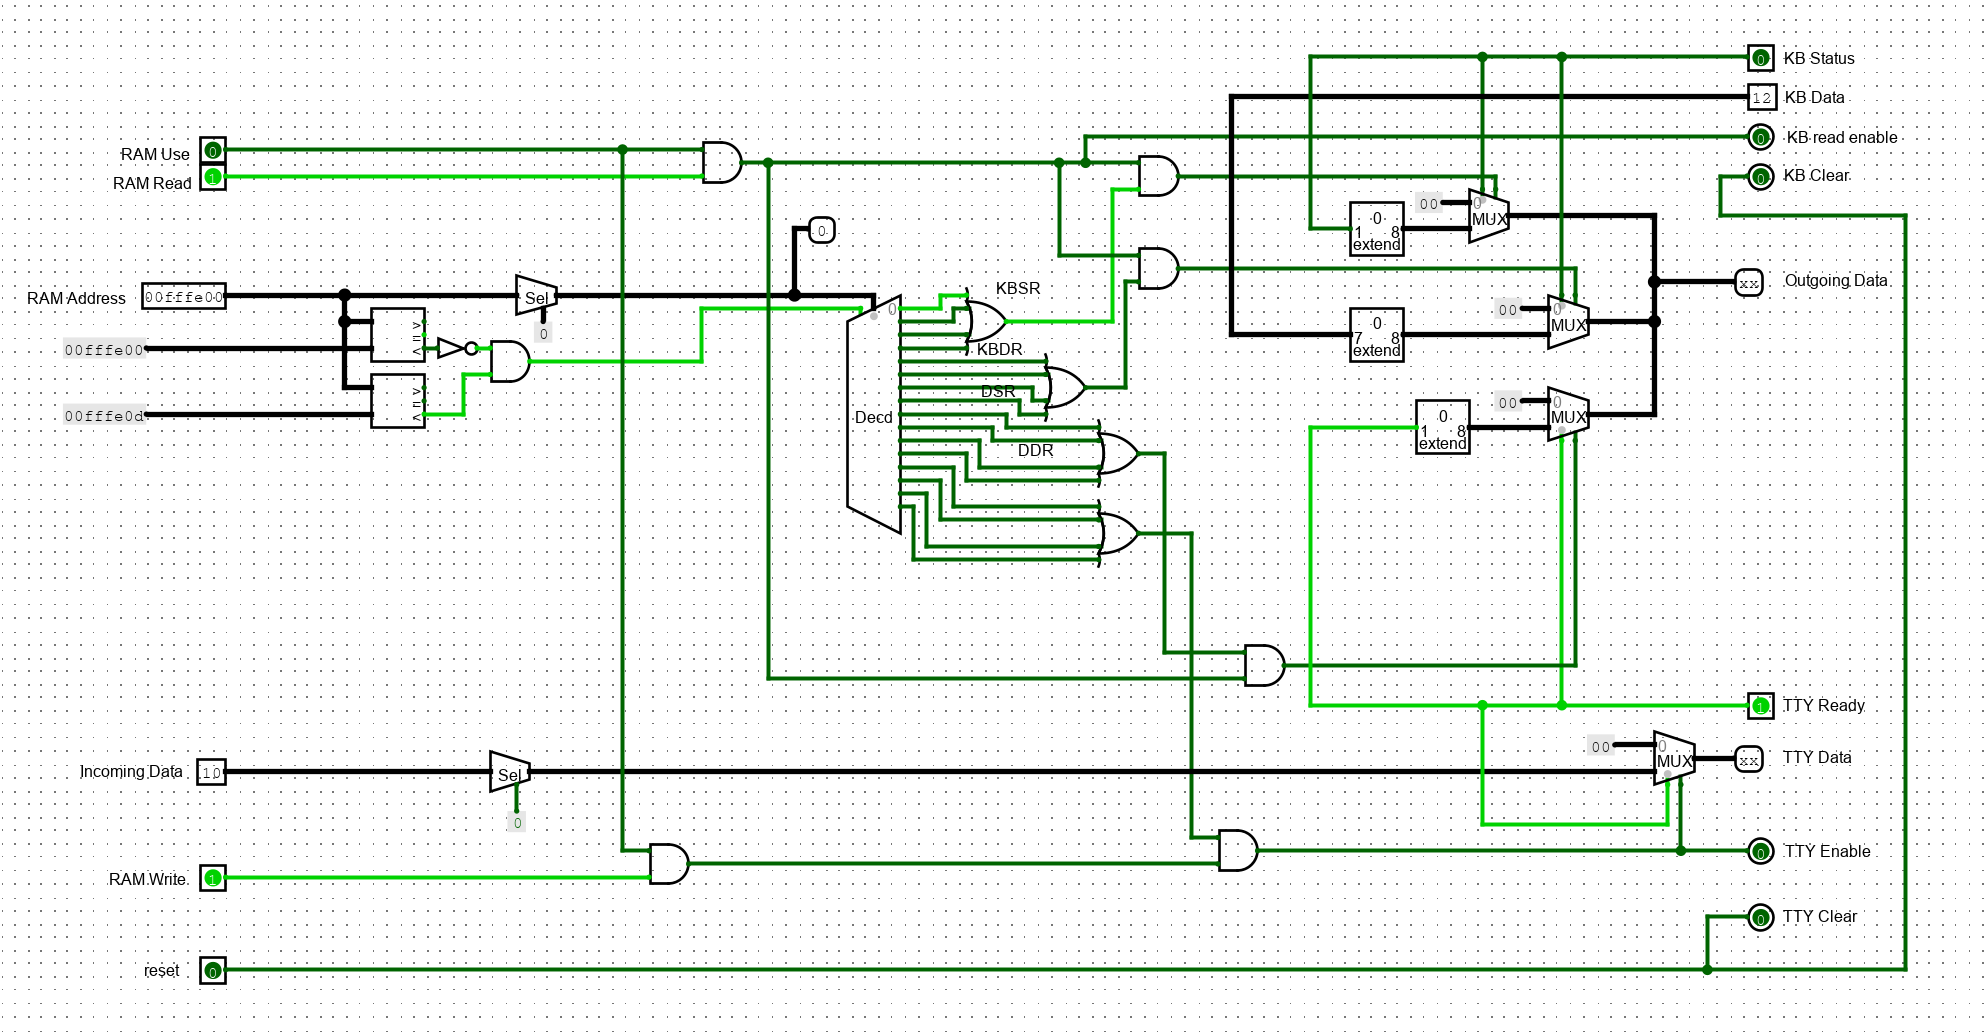 0 KB Status
12 KB Data
0 KB read enable
RAM Use 0
RAM Read 1
0 KB Clear
00 0
MUX
0
1 8
extend
0
RAM Address 00fffe00
Sel
0
xx Outgoing Data
KBSR
0
>
=
<
00fffe00
KBDR
00 0
MUX
0
7 8
extend
>
=
<
00fffe0d
DSR
Decd
DDR
00 0
MUX
0
1 8
extend
1 TTY Ready
Incoming Data 10
Sel
0
00 0
MUX
xx TTY Data
0 TTY Enable
RAM Write 1
0 TTY Clear
reset 0